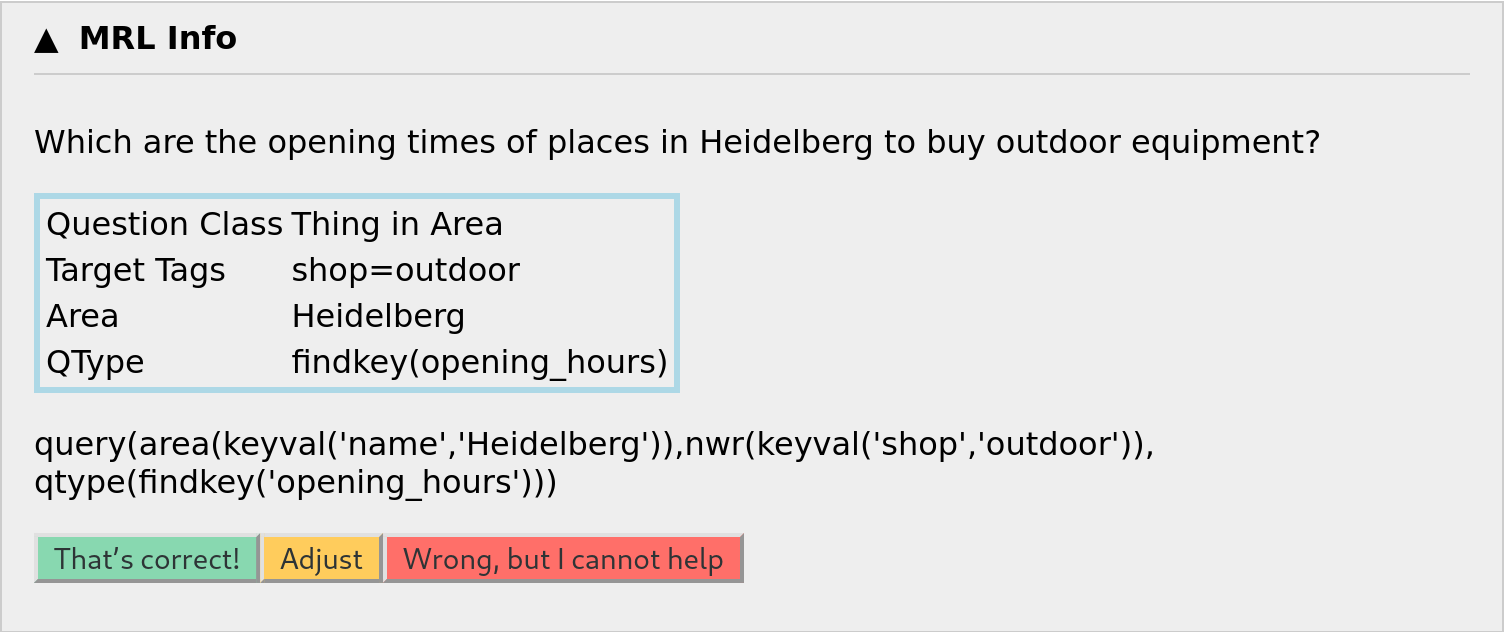 ▲ MRL Info
Which are the opening times of places in Heidelberg to buy outdoor equipment?
Question Class Thing in Area
Target Tags shop=outdoor
Area Heidelberg
QType findkey(opening_hours)
query(area(keyval('name','Heidelberg')),nwr(keyval('shop','outdoor')),
qtype(findkey('opening_hours')))
That’s correct! Adjust Wrong, but I cannot help